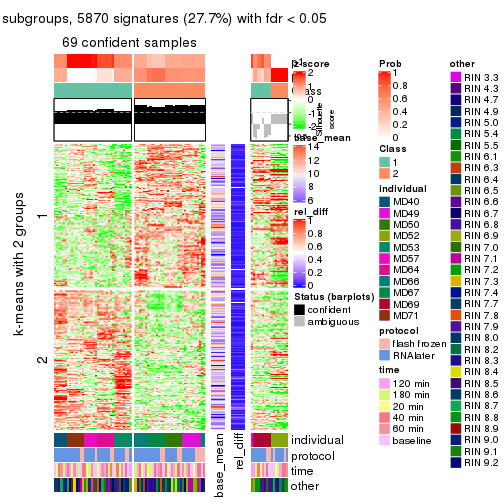 subgroups, 5870 signatures (27.7%) with fdr < 0.05
69 confident samples
k-means with 2 groups
1
2
p1
Class
Silhouette
score
z-score
2
1
0
-1
-2
base_mean
14
12
10
8
6
rel_diff
1
0.8
0.6
0.4
0.2
0
Status (barplots)
confident
ambiguous
individual
protocol
time
other
base_mean
rel_diff
Prob
1
0.8
0.6
0.4
0.2
0
Class
1
2
individual
MD40
MD49
MD50
MD52
MD53
MD57
MD64
MD66
MD67
MD69
MD71
protocol
flash frozen
RNAlater
time
120 min
180 min
20 min
40 min
60 min
baseline
other
RIN 3.3
RIN 4.3
RIN 4.7
RIN 4.9
RIN 5.0
RIN 5.4
RIN 5.5
RIN 6.1
RIN 6.3
RIN 6.4
RIN 6.5
RIN 6.6
RIN 6.7
RIN 6.8
RIN 6.9
RIN 7.0
RIN 7.1
RIN 7.2
RIN 7.3
RIN 7.4
RIN 7.7
RIN 7.8
RIN 7.9
RIN 8.0
RIN 8.2
RIN 8.3
RIN 8.4
RIN 8.5
RIN 8.6
RIN 8.7
RIN 8.8
RIN 8.9
RIN 9.0
RIN 9.1
RIN 9.2